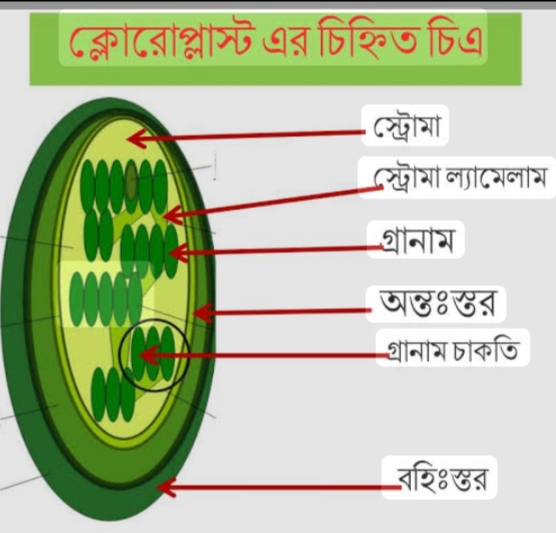 ক্লোরোপ্লাস্ট এর চিহ্নিত চিএ
স্ট্রোমা
স্ট্রোমা ল্যামেলাম
গ্রানাম
অন্তঃস্তর
গ্রানাম চাকতি
বহিঃস্তর